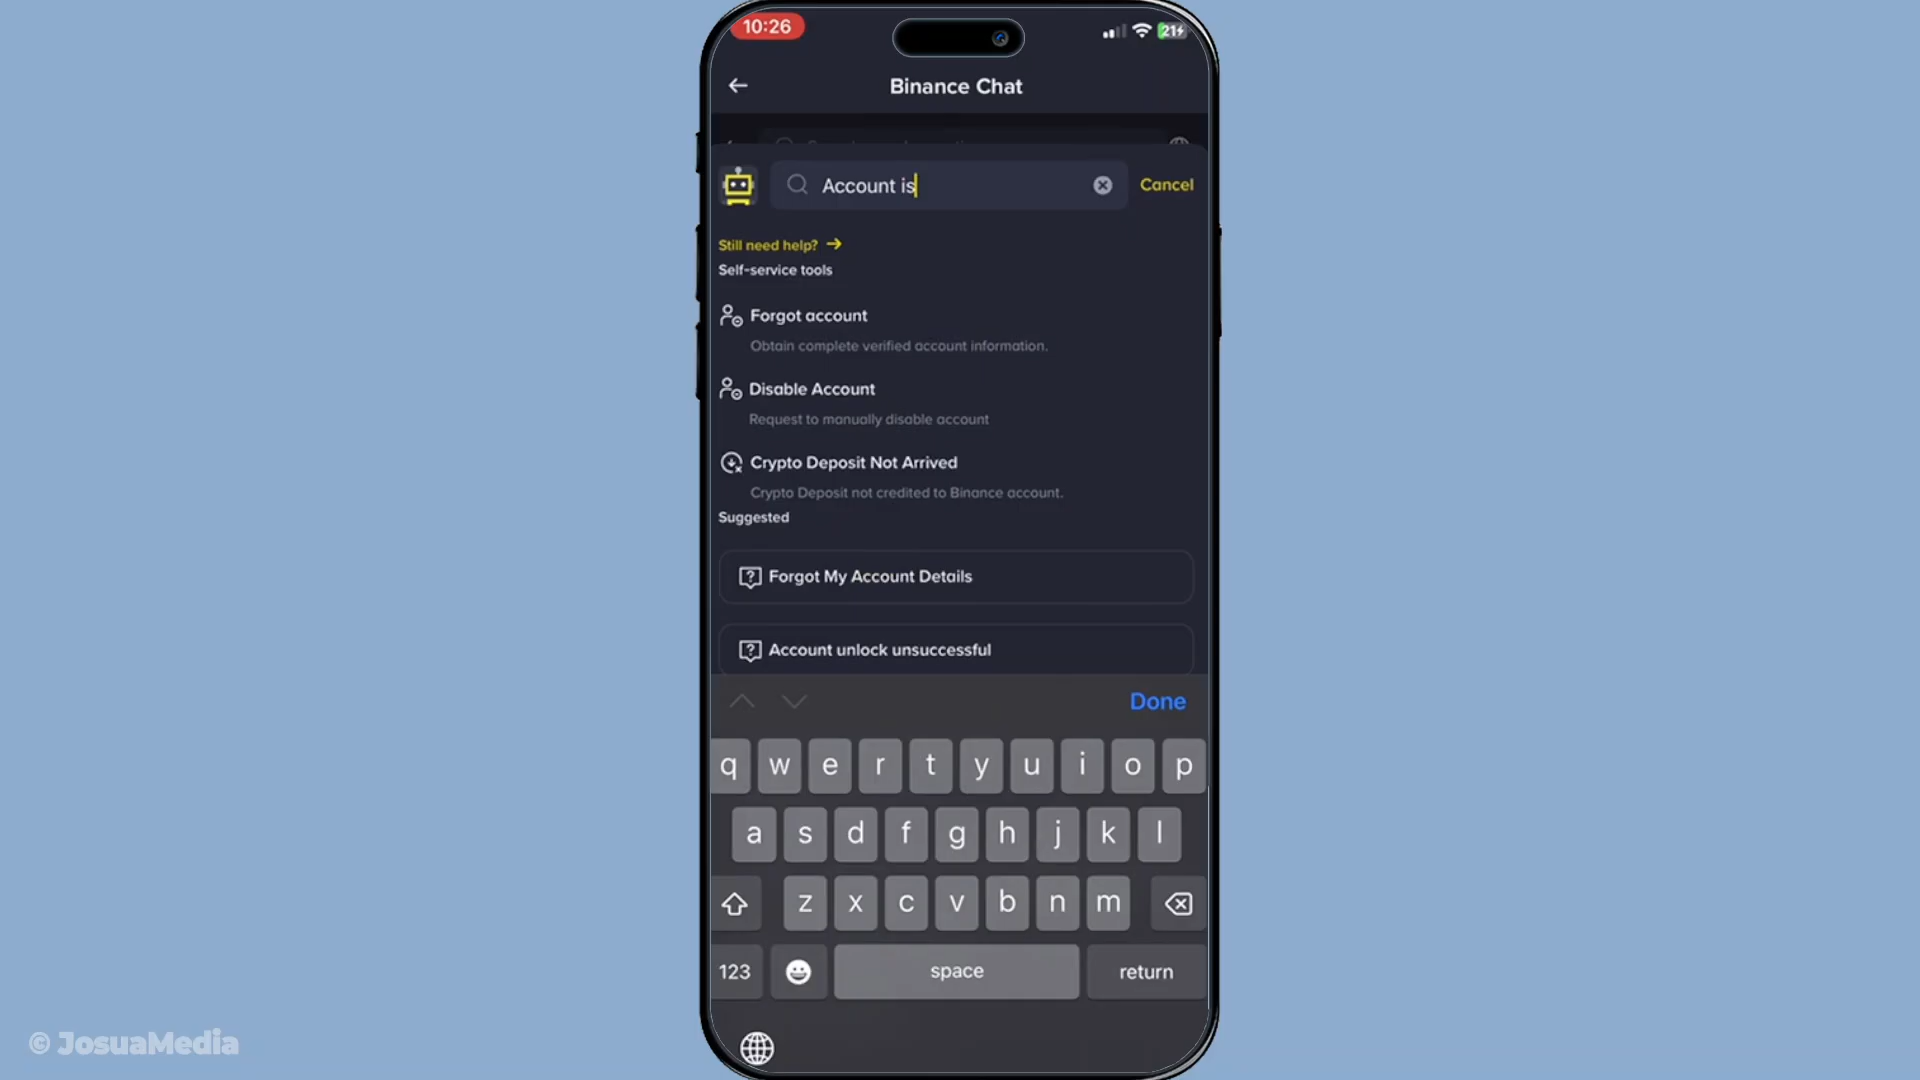 10:26
21
Binance Chat
Account is
Cancel
Still need help? →
Self-service tools
Forgot account
Obtain complete verified account information.
Disable Account
Request to manually disable account
Crypto Deposit Not Arrived
Crypto Deposit not credited to Binance account.
Suggested
Forgot My Account Details
Account unlock unsuccessful
Done
q w e r t y u i o p
a s d f g h j k l
z x c v b n m
123 space return
© JosuaMedia